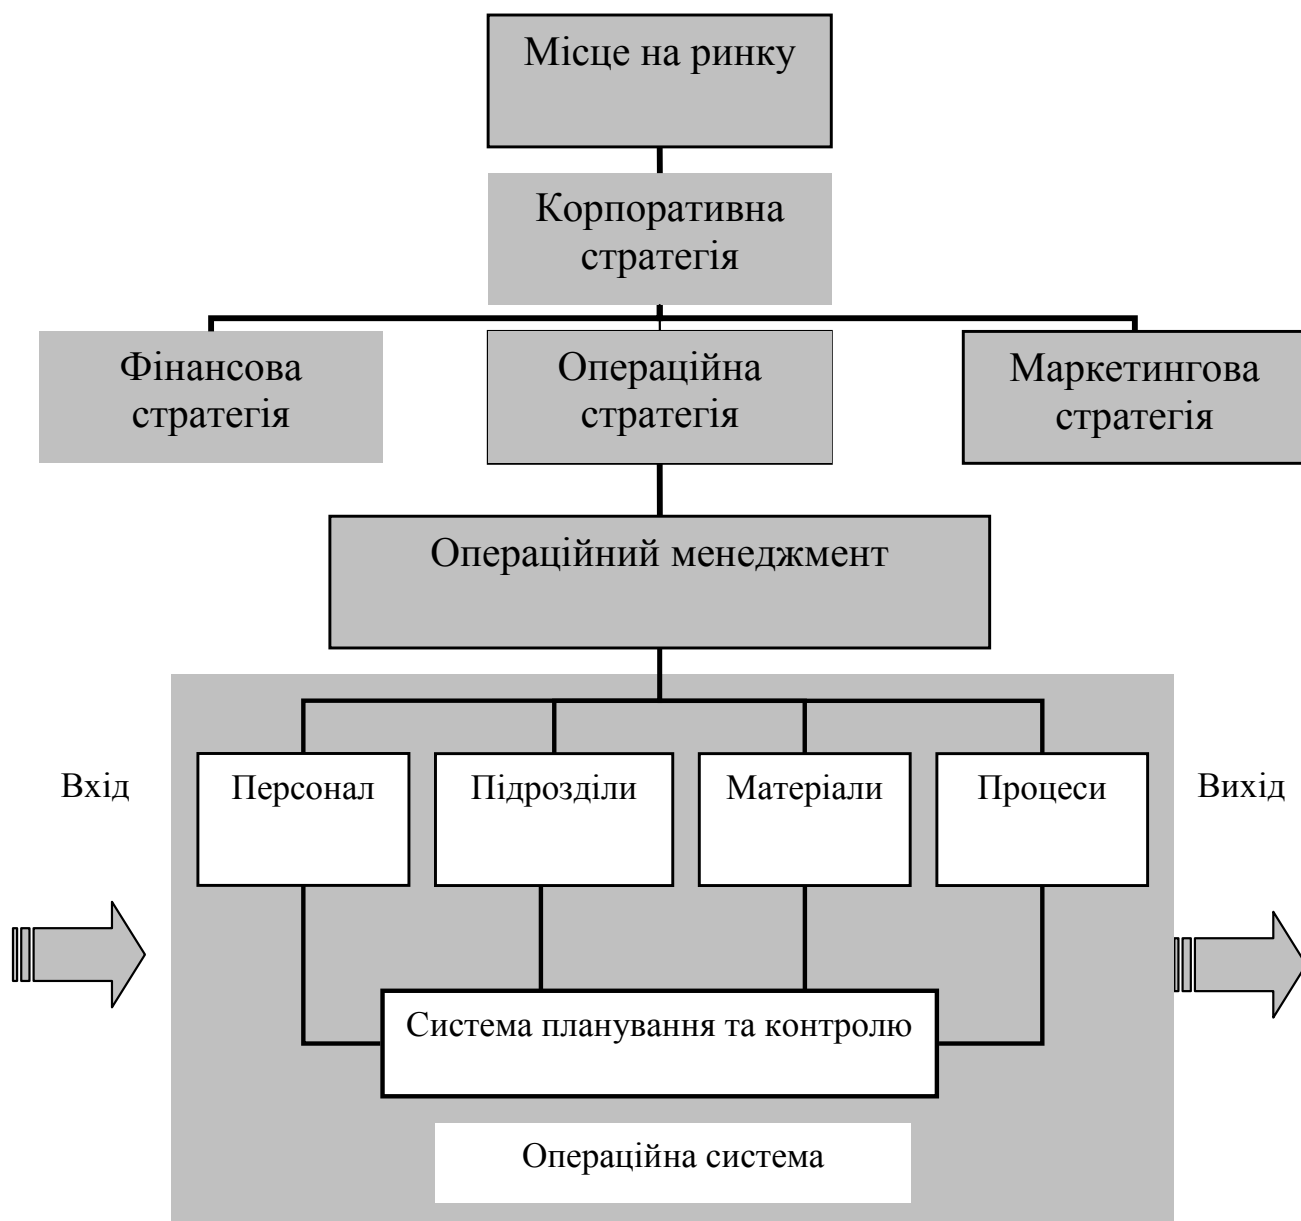 Місце на ринку
Корпоративна
стратегія
Фінансова
стратегія
Операційна
стратегія
Маркетингова
стратегія
Операційний менеджмент
Вхід
Персонал
Підрозділи
Матеріали
Процеси
Вихід
Система планування та контролю
Операційна система